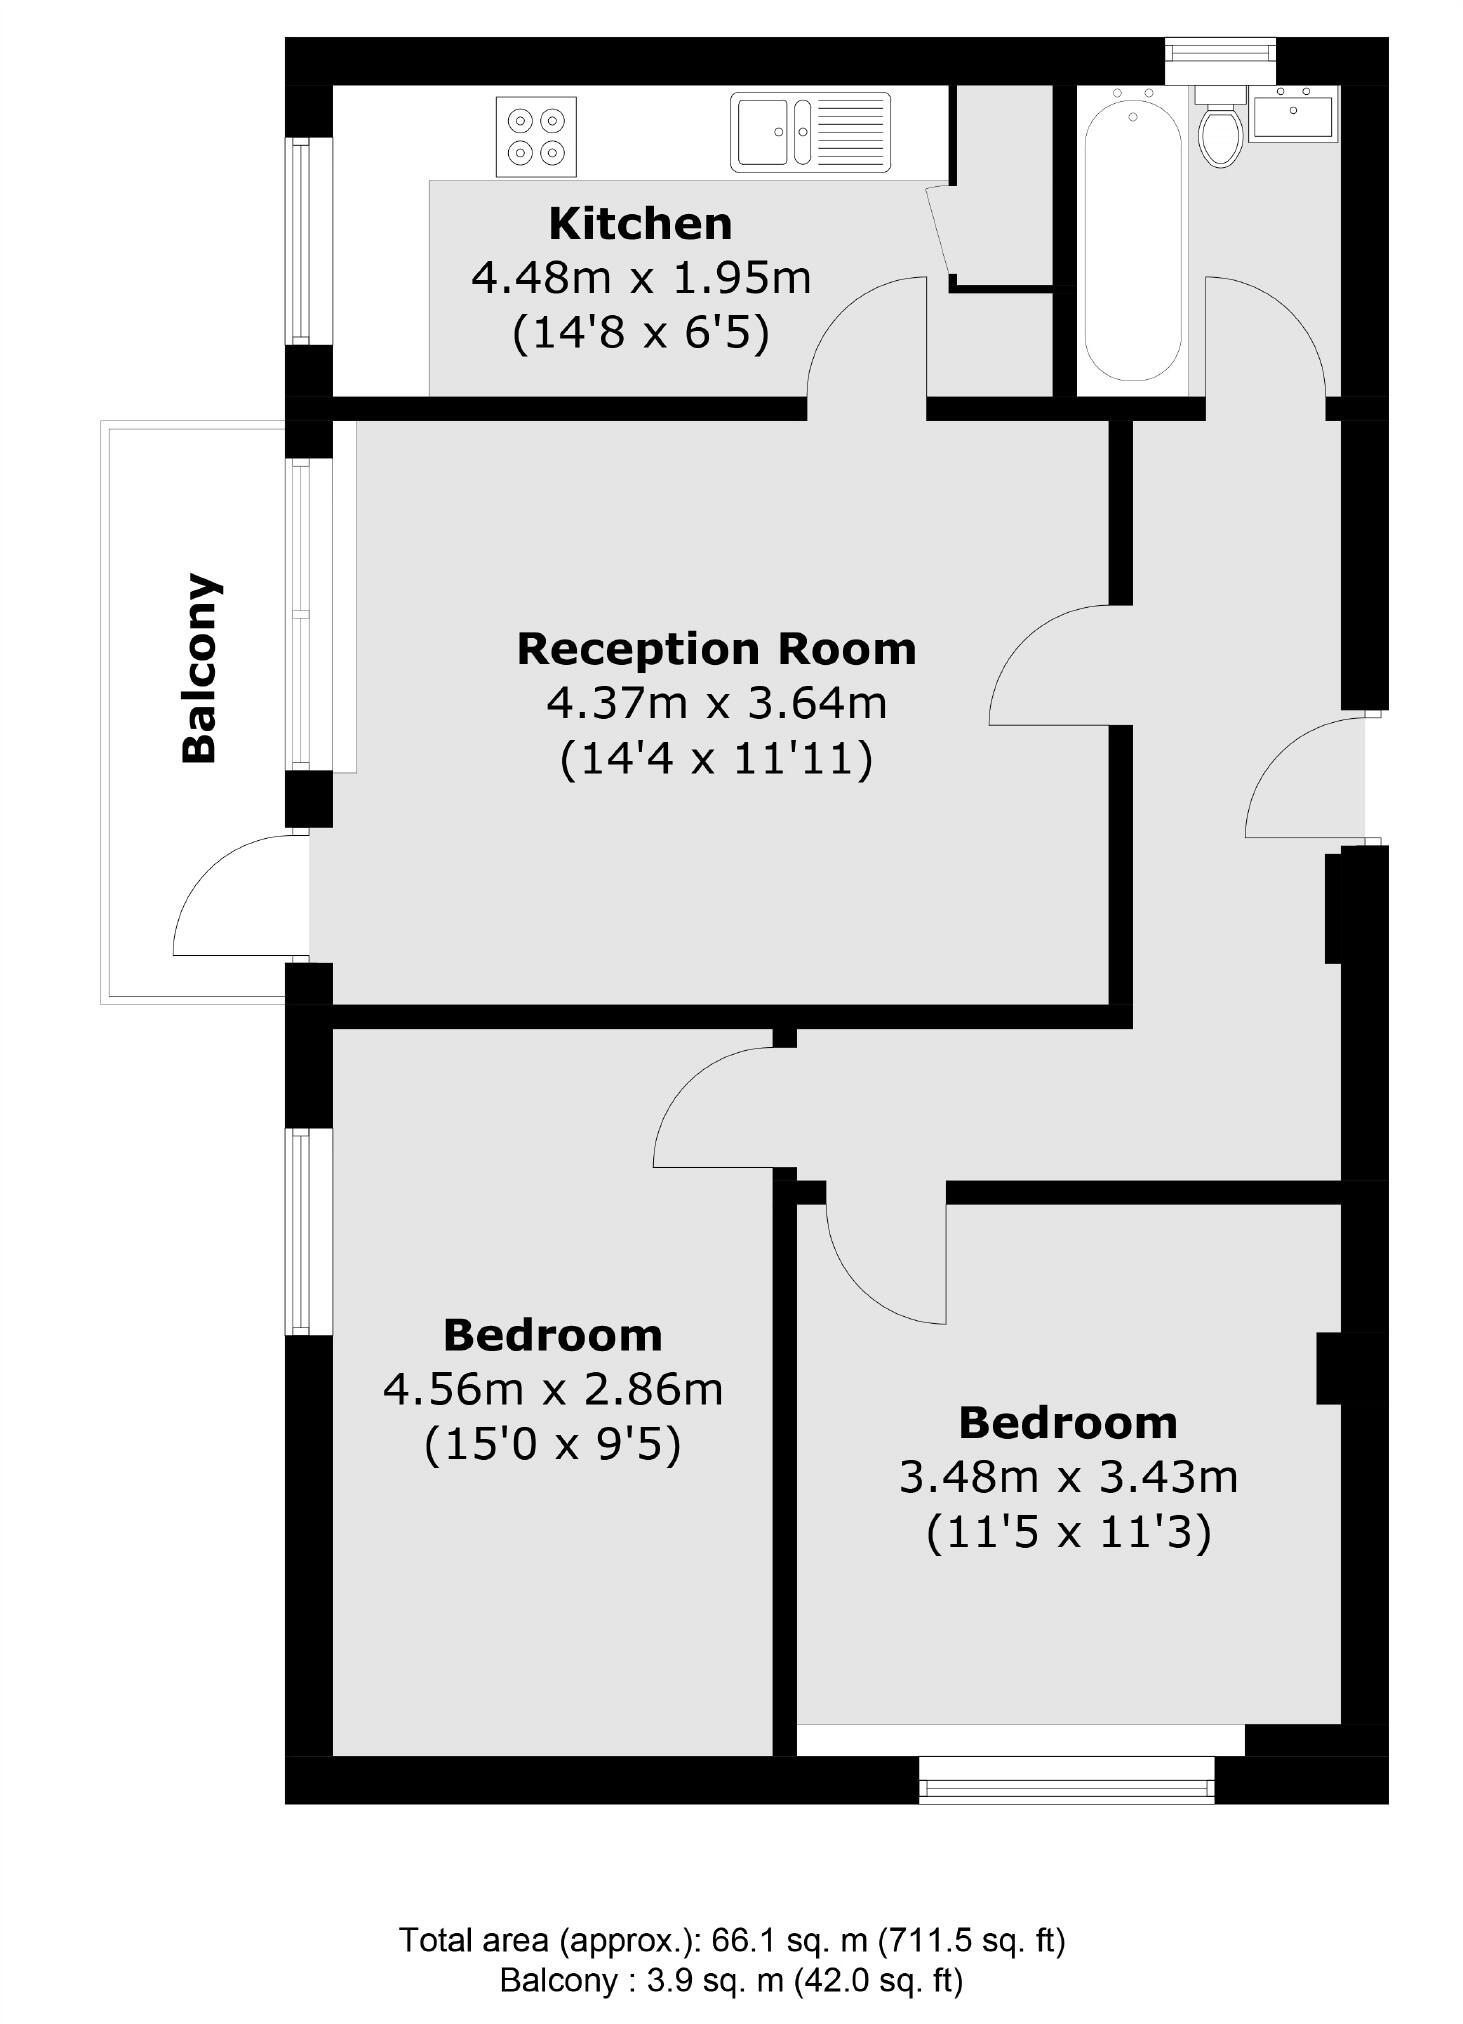 Kitchen
4.48m x 1.95m
(14'8 x 6'5)
Balcony
Reception Room
4.37m x 3.64m
(14'4 x 11'11)
Bedroom
4.56m x 2.86m
(15'0 x 9'5)
Bedroom
3.48m x 3.43m
(11'5 x 11'3)
Total area (approx.): 66.1 sq. m (711.5 sq. ft)
Balcony : 3.9 sq. m (42.0 sq. ft)